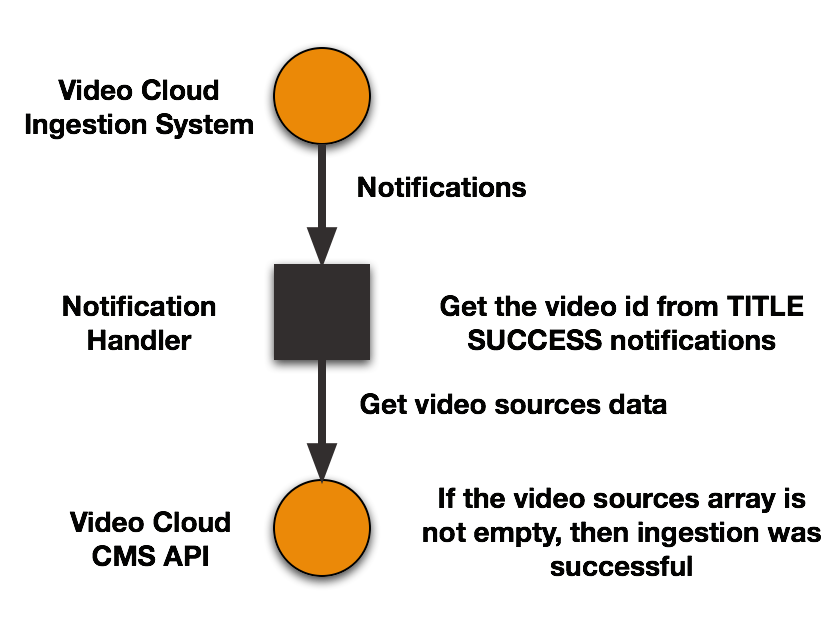 Video Cloud
Ingestion System
Notifications
Notification
Handler
Get the video id from TITLE
SUCCESS notifications
Get video sources data
Video Cloud
CMS API
If the video sources array is
not empty, then ingestion was
successful